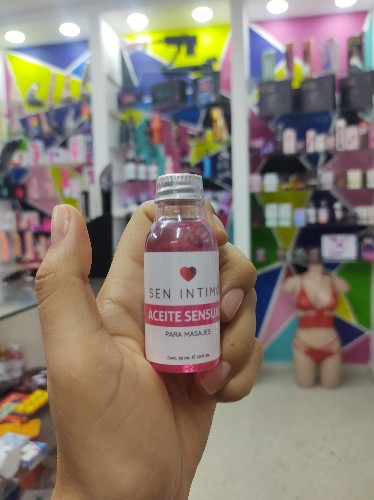 SEN INTIMO
ACEITE SENSUAL
PARA MASAJES